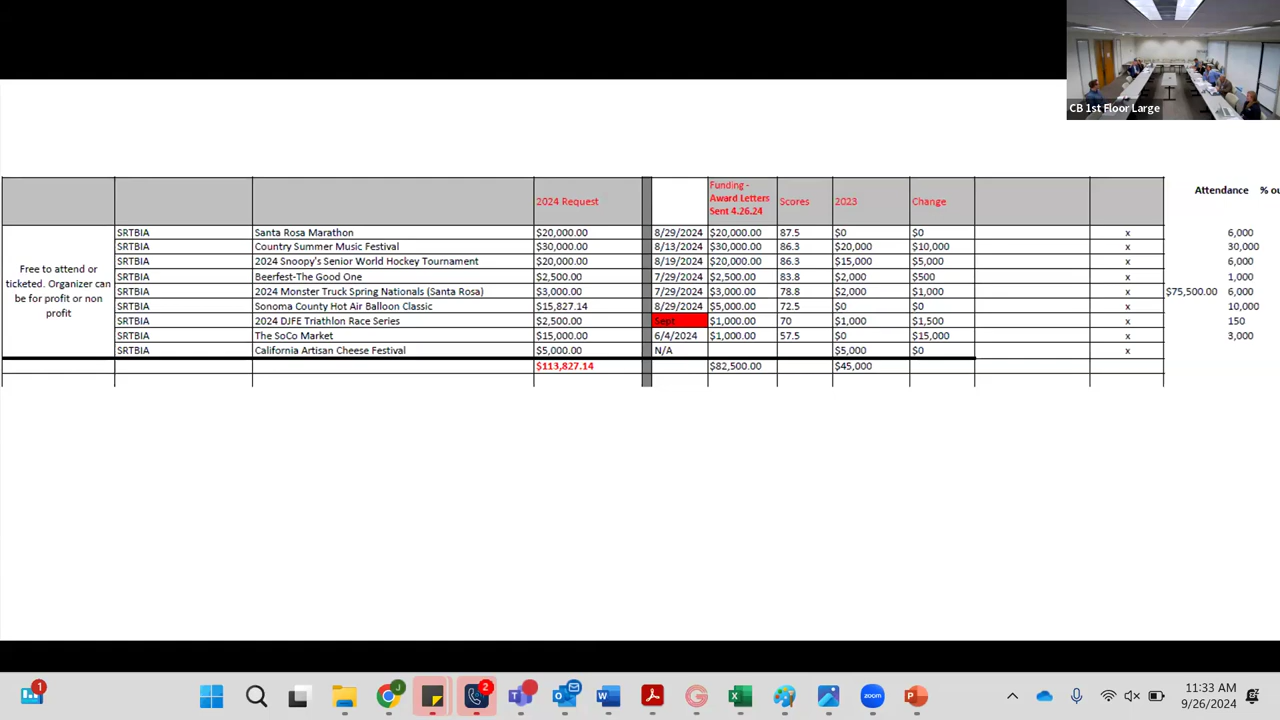 CB 1st Floor Large
2024 Request
Funding -
Award Letters
Sent 4.26.24
Scores
2023
Change
Attendance
% ou
Free to attend or
ticketed. Organizer can
be for profit or non
profit
SRTBIA Santa Rosa Marathon $20,000.00 8/29/2024 $20,000.00 87.5 $0 $0 x 6,000
SRTBIA Country Summer Music Festival $30,000.00 8/13/2024 $30,000.00 86.3 $20,000 $10,000 x 30,000
SRTBIA 2024 Snoopy's Senior World Hockey Tournament $20,000.00 8/19/2024 $20,000.00 86.3 $15,000 $5,000 x 6,000
SRTBIA Beerfest-The Good One $2,500.00 7/29/2024 $2,500.00 83.8 $2,000 $500 x 1,000
SRTBIA 2024 Monster Truck Spring Nationals (Santa Rosa) $3,000.00 7/29/2024 $3,000.00 78.8 $2,000 $1,000 x $75,500.00 6,000
SRTBIA Sonoma County Hot Air Balloon Classic $15,827.14 8/29/2024 $5,000.00 72.5 $0 $0 x 10,000
SRTBIA 2024 DJFE Triathlon Race Series $2,500.00 Sept $1,000.00 70 $1,000 $1,500 x 150
SRTBIA The SoCo Market $15,000.00 6/4/2024 $1,000.00 57.5 $0 $15,000 x 3,000
SRTBIA California Artisan Cheese Festival $5,000.00 N/A $5,000 $0 x
$113,827.14 $82,500.00 $45,000
1
J
2
zoom
11:33 AM
9/26/2024